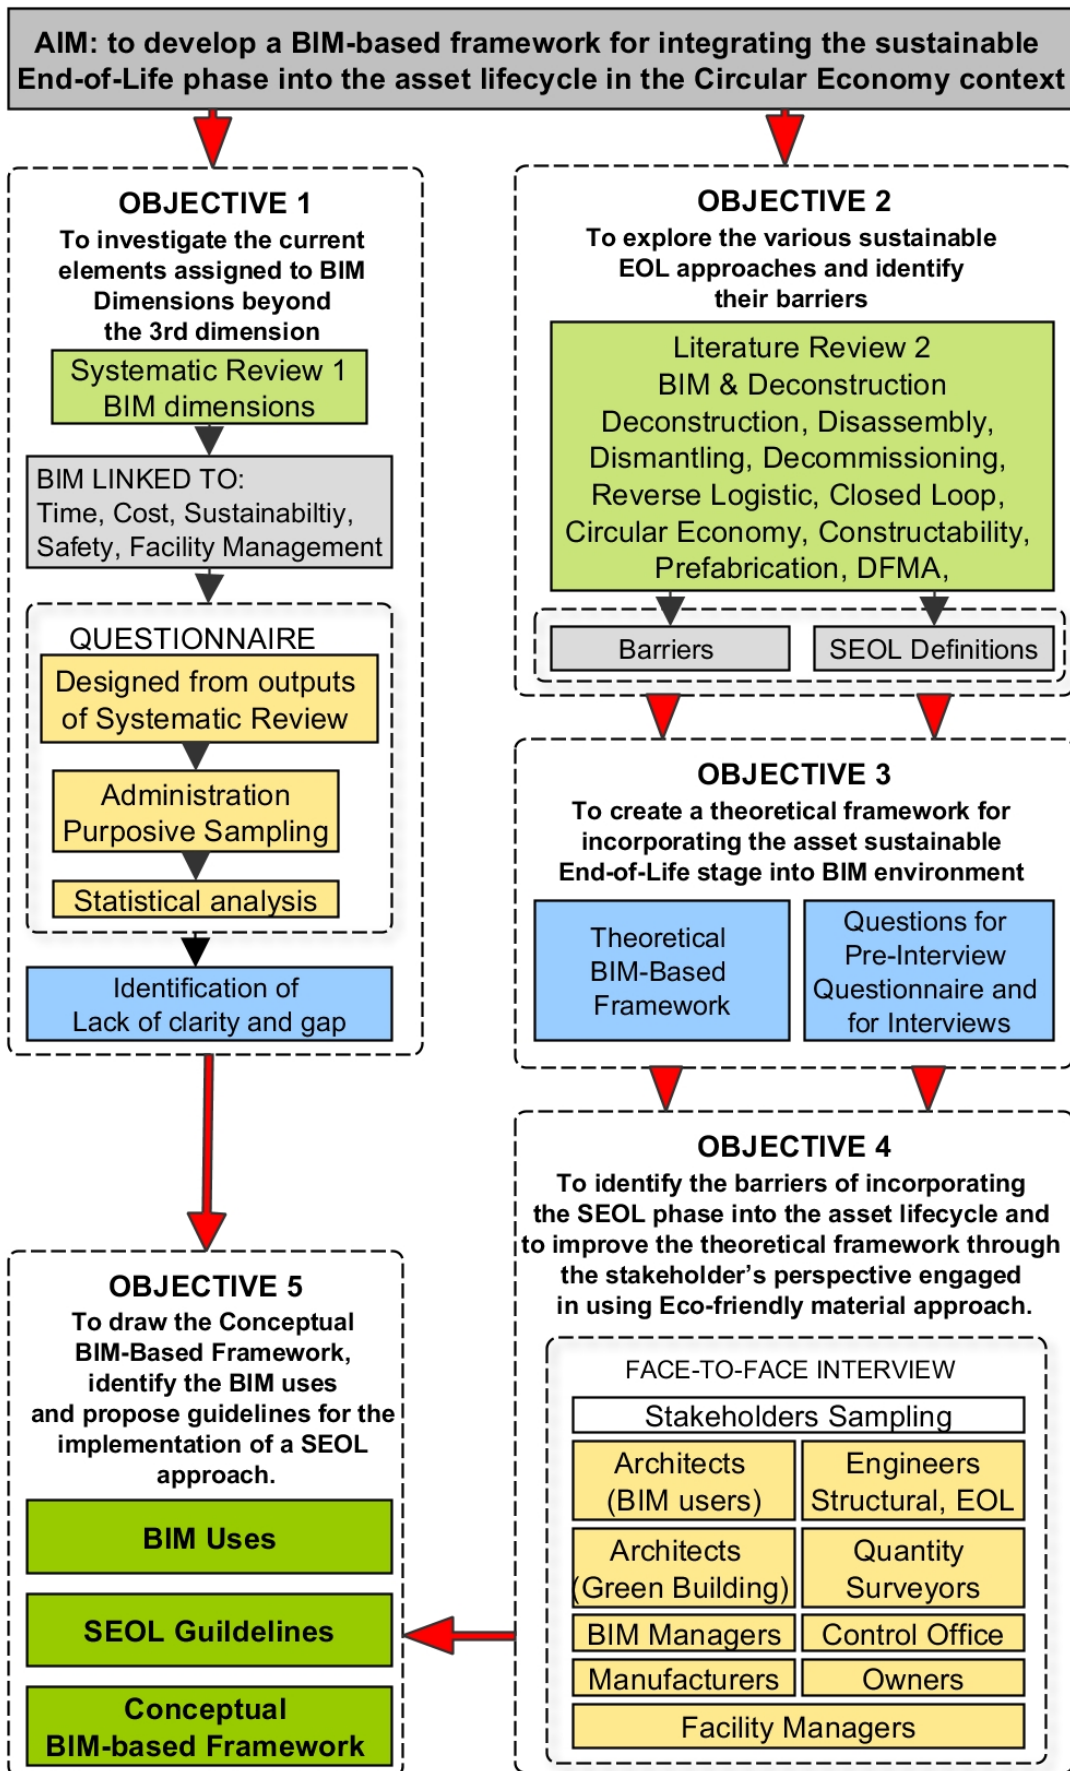 AIM: to develop a BIM-based framework for integrating the sustainable
End-of-Life phase into the asset lifecycle in the Circular Economy context
OBJECTIVE 1
To investigate the current
elements assigned to BIM
Dimensions beyond
the 3rd dimension
Systematic Review 1
BIM dimensions
BIM LINKED TO:
Time, Cost, Sustainabiltiy,
Safety, Facility Management
QUESTIONNAIRE
Designed from outputs
of Systematic Review
Administration
Purposive Sampling
Statistical analysis
Identification of
Lack of clarity and gap
OBJECTIVE 2
To explore the various sustainable
EOL approaches and identify
their barriers
Literature Review 2
BIM & Deconstruction
Deconstruction, Disassembly,
Dismantling, Decommissioning,
Reverse Logistic, Closed Loop,
Circular Economy, Constructability,
Prefabrication, DFMA,
Barriers
SEOL Definitions
OBJECTIVE 3
To create a theoretical framework for
incorporating the asset sustainable
End-of-Life stage into BIM environment
Theoretical
BIM-Based
Framework
Questions for
Pre-Interview
Questionnaire and
for Interviews
OBJECTIVE 4
To identify the barriers of incorporating
the SEOL phase into the asset lifecycle and
to improve the theoretical framework through
the stakeholder's perspective engaged
in using Eco-friendly material approach.
FACE-TO-FACE INTERVIEW
Stakeholders Sampling
Architects
(BIM users)
Engineers
Structural, EOL
Architects
(Green Building)
Quantity
Surveyors
BIM Managers
Control Office
Manufacturers
Owners
Facility Managers
OBJECTIVE 5
To draw the Conceptual
BIM-Based Framework,
identify the BIM uses
and propose guidelines for the
implementation of a SEOL
approach.
BIM Uses
SEOL Guildelines
Conceptual
BIM-based Framework